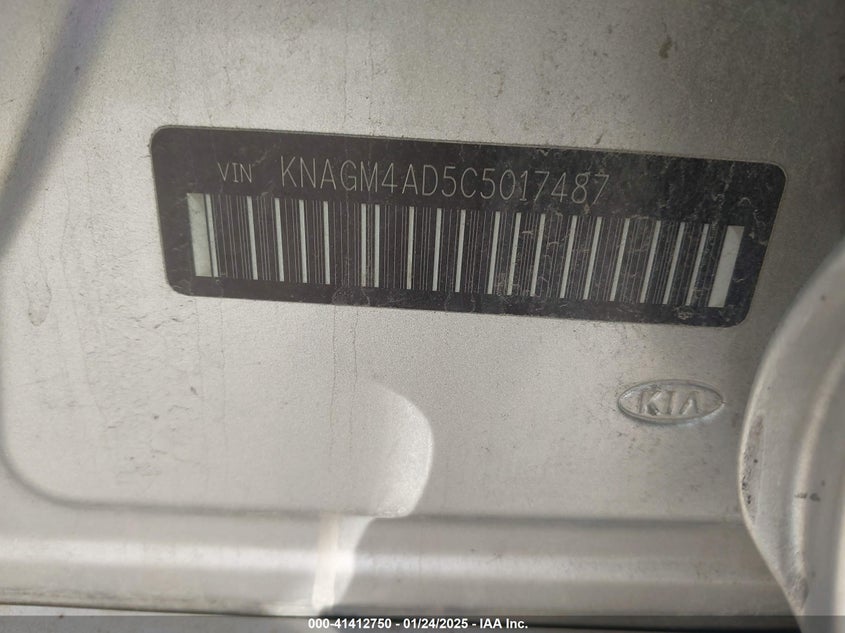 VIN KNAGM4AD5C5017487
KIA
000-41412750 / 01/24/2025 / © IAA Inc.